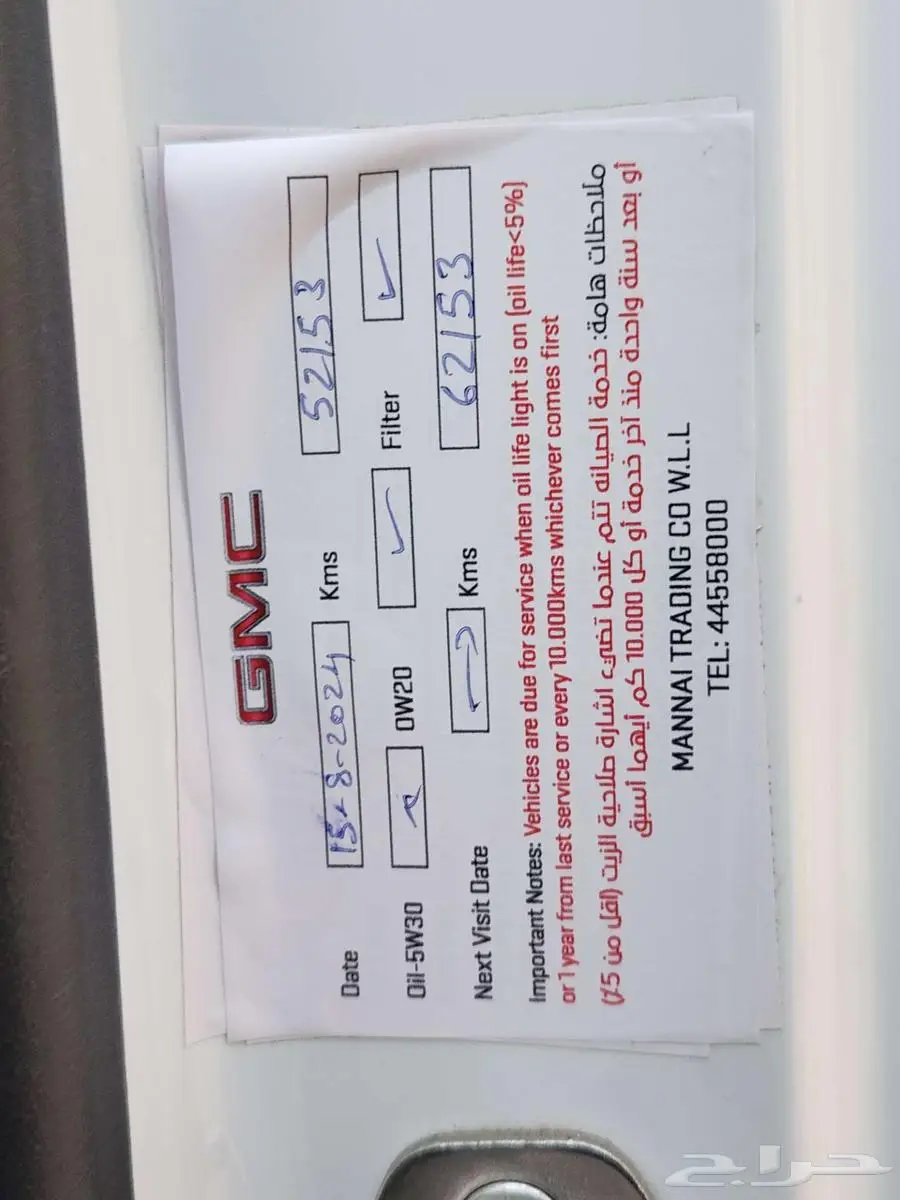 GMC
Date 15-8-2024 Kms 52153
Oil-5W30 0W20 ✓ Filter ✓
Next Visit Date Kms 62153
Important Notes: Vehicles are due for service when oil life light is on (oil life<5%)
or 1 year from last service or every 10.000kms whichever comes first
ملاحظات هامة: خدمة الصيانه تتم عندما تضيء اشارة صلاحية الزيت (اقل من 5٪)
أو بعد سنة واحدة منذ آخر خدمة أو كل 10.000 كم أيهما أسبق
MANNAI TRADING CO W.L.L
TEL: 44558000
حراج